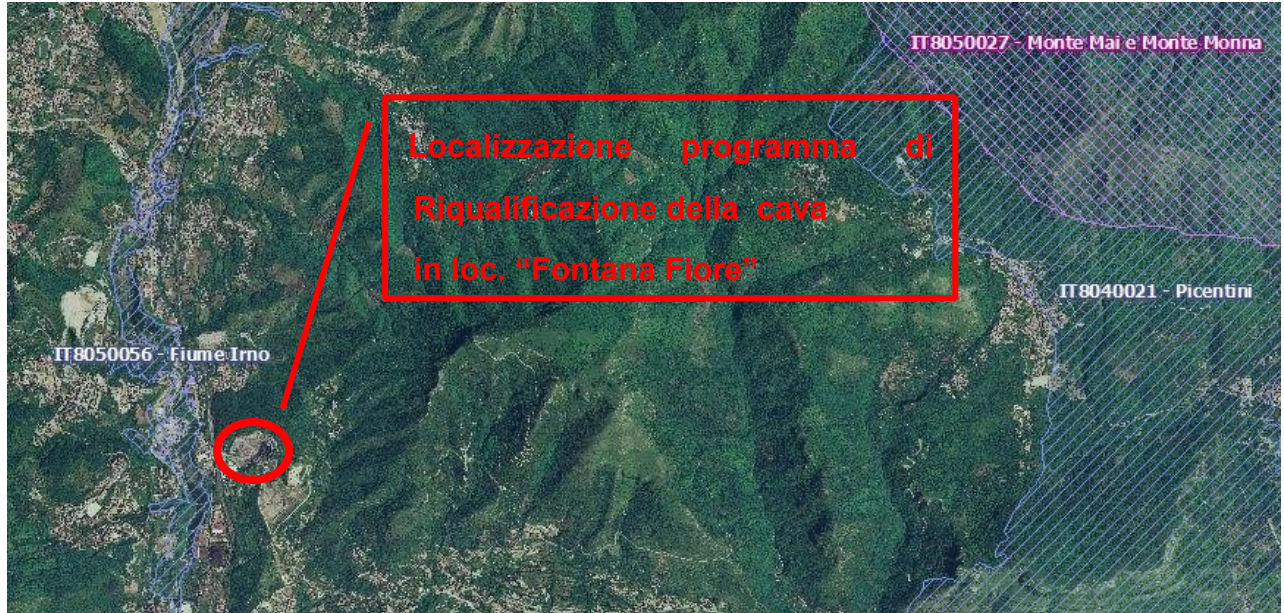 IT8050027 - Monte Mai e Monte Monna
Localizzazione programma di
Riqualificazione della cava
in loc. “Fontana Fiore”
IT8040021 - Picentini
IT8050056 - Fiume Irno